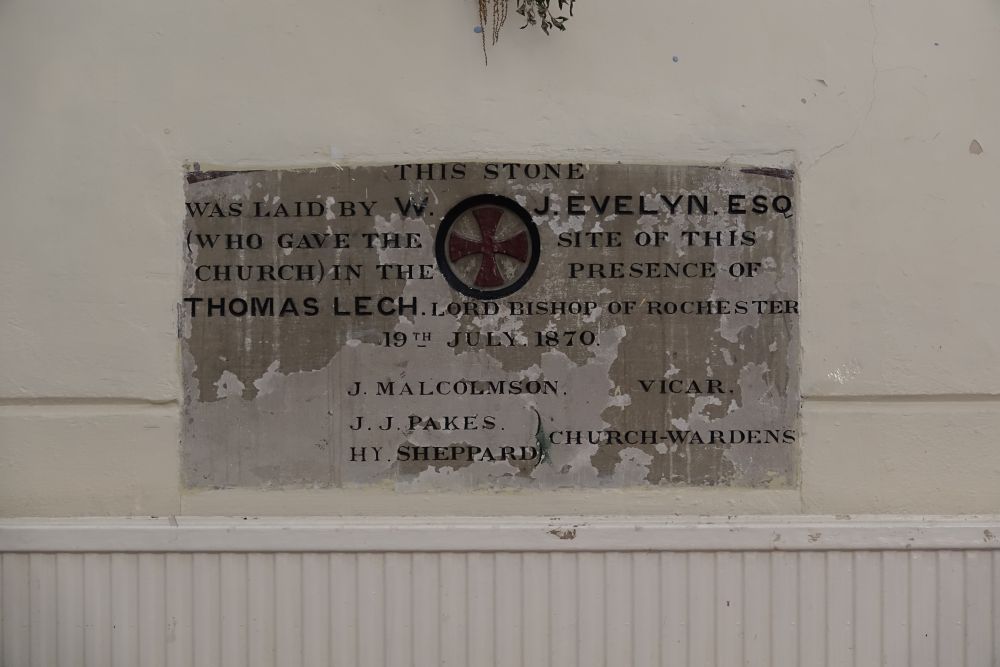 THIS STONE
WAS LAID BY W. J. EVELYN. ESQ
(WHO GAVE THE SITE OF THIS
CHURCH) IN THE PRESENCE OF
THOMAS LECH. LORD BISHOP OF ROCHESTER
19TH JULY. 1870.
J. MALCOLMSON. VICAR.
J. J. PAKES.
HY. SHEPPARD CHURCH-WARDENS